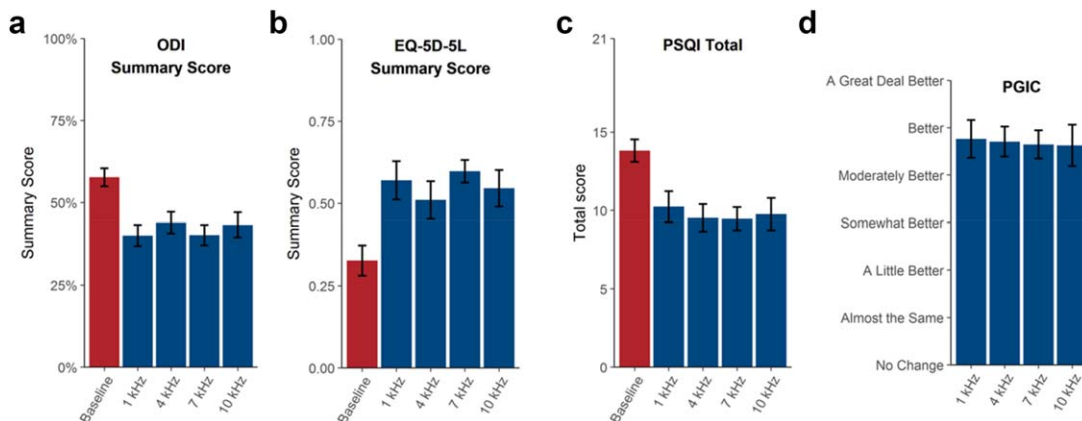 a
ODI
Summary Score
Summary Score
100%
75%
50%
25%
0%
Baseline
1 kHz
4 kHz
7 kHz
10 kHz
b
EQ-5D-5L
Summary Score
Summary Score
1.00
0.75
0.50
0.25
0.00
Baseline
1 kHz
4 kHz
7 kHz
10 kHz
c
PSQI Total
Total score
21
15
10
5
0
Baseline
1 kHz
4 kHz
7 kHz
10 kHz
d
PGIC
A Great Deal Better
Better
Moderately Better
Somewhat Better
A Little Better
Almost the Same
No Change
1 kHz
4 kHz
7 kHz
10 kHz